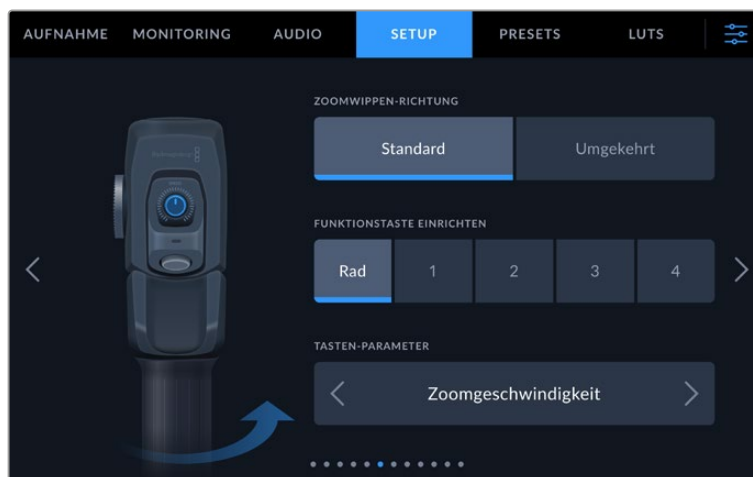 AUFNAHME MONITORING AUDIO SETUP PRESETS LUTS
ZOOMWIPPEN-RICHTUNG
Standard Umgekehrt
FUNKTIONSTASTE EINRICHTEN
Rad 1 2 3 4
TASTEN-PARAMETER
Zoomgeschwindigkeit